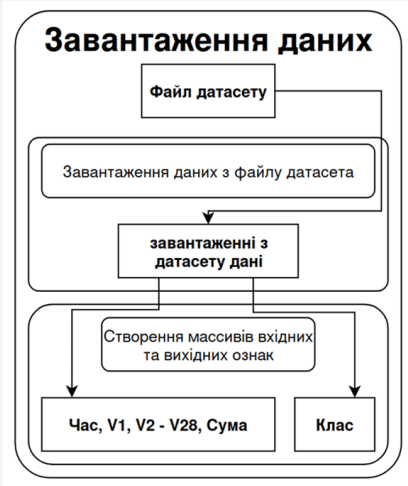 Завантаження даних
Файл датасету
Завантаження даних з файлу датасета
завантаженні з
датасету дані
Створення массивів вхідних
та вихідних ознак
Час, V1, V2 - V28, Сума
Клас